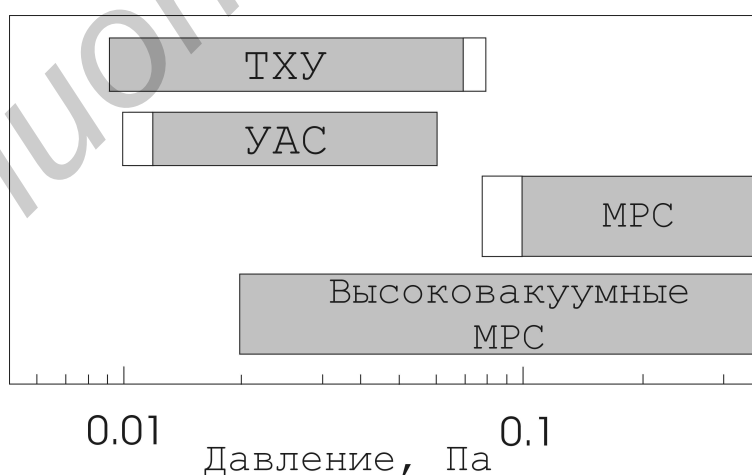 ТХУ
УАС
МРС
Высоковакуумные
МРС
0.01
0.1
Давление, Па